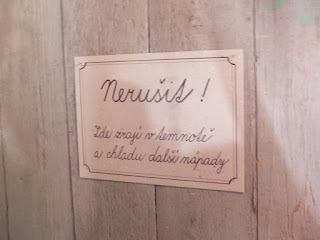 Nerušit !
Zde zrají v temnotě
a chladu další nápady